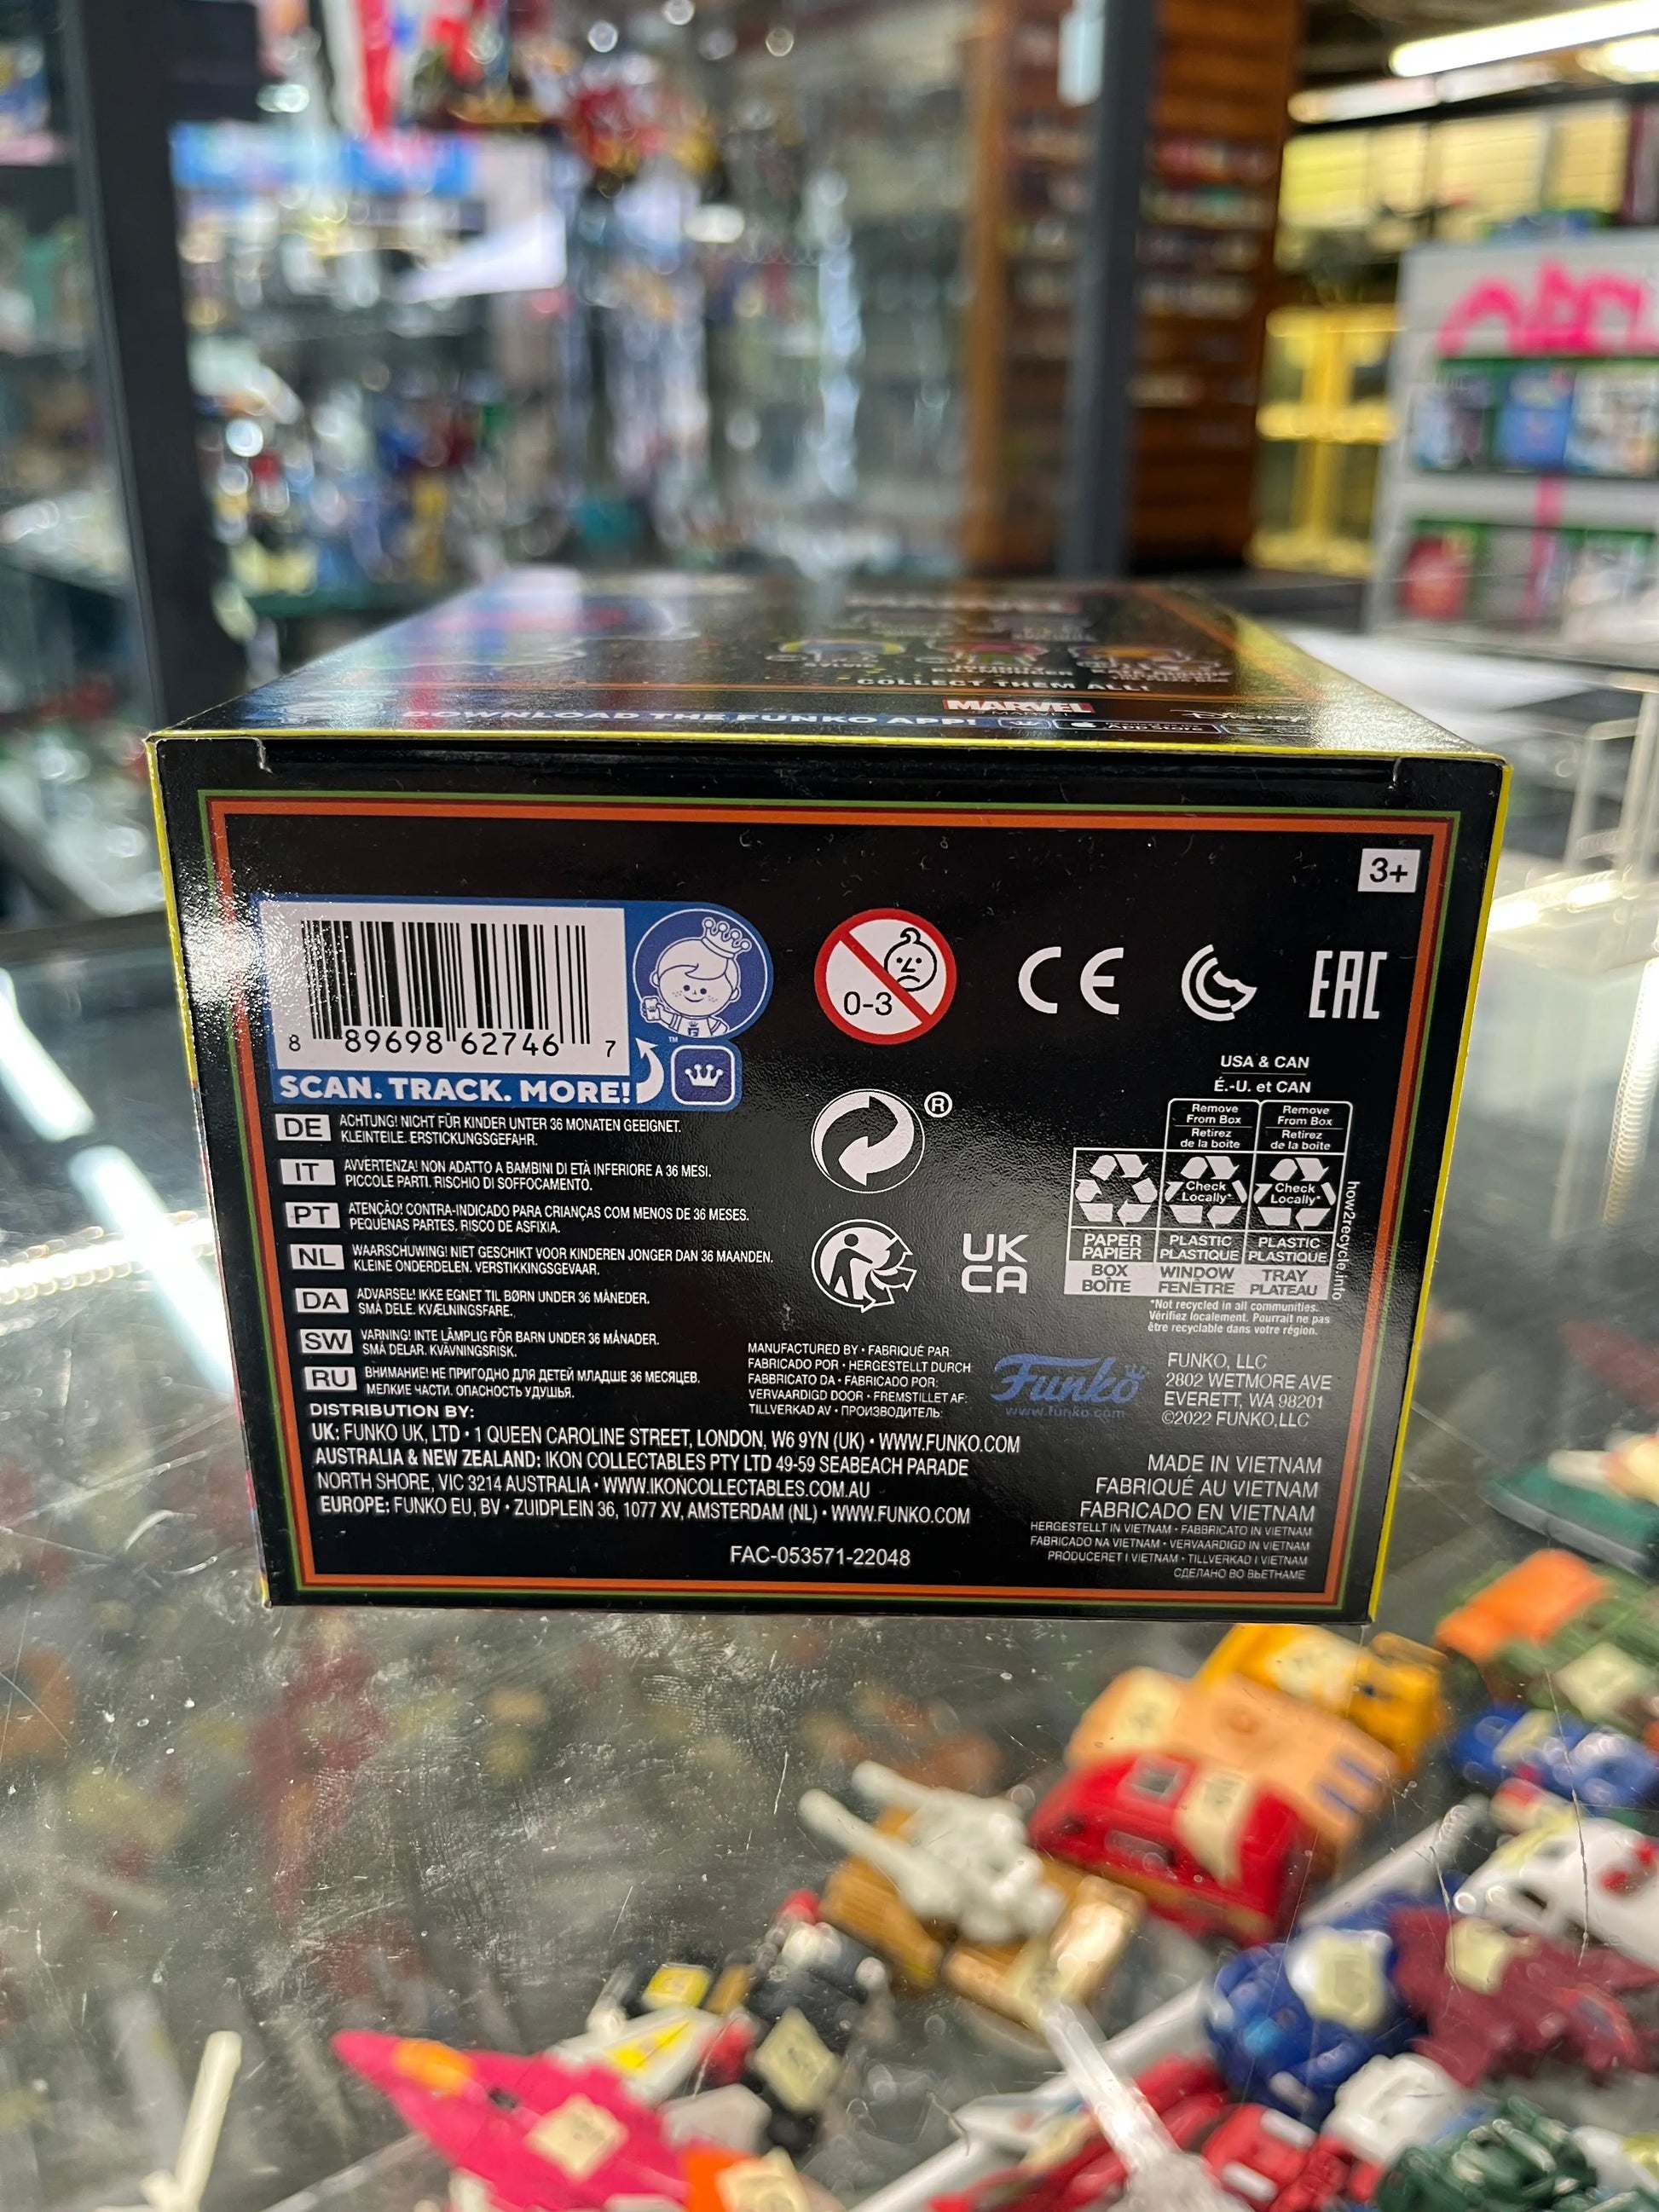 COLLECT THEM ALL!
MARVEL
DOWNLOAD THE FUNKO APP!
3+
8 89698 62746 7
SCAN. TRACK. MORE!
™
0-3
CE
EAC
USA & CAN
É.-U. et CAN
®
Remove From Box
Retirez de la boîte
Remove From Box
Retirez de la boîte
Check Locally*
Check Locally*
PAPER PAPIER
PLASTIC PLASTIQUE
PLASTIC PLASTIQUE
BOX BOÎTE
WINDOW FENÊTRE
TRAY PLATEAU
how2recycle.info
*Not recycled in all communities.
Vérifiez localement. Pourrait ne pas
être recyclable dans votre région.
UK
CA
DE ACHTUNG! NICHT FÜR KINDER UNTER 36 MONATEN GEEIGNET.
KLEINTEILE. ERSTICKUNGSGEFAHR.
IT AVVERTENZA! NON ADATTO A BAMBINI DI ETÀ INFERIORE A 36 MESI.
PICCOLE PARTI. RISCHIO DI SOFFOCAMENTO.
PT ATENÇÃO! CONTRA-INDICADO PARA CRIANÇAS COM MENOS DE 36 MESES.
PEQUENAS PARTES. RISCO DE ASFIXIA.
NL WAARSCHUWING! NIET GESCHIKT VOOR KINDEREN JONGER DAN 36 MAANDEN.
KLEINE ONDERDELEN. VERSTIKKINGSGEVAAR.
DA ADVARSEL! IKKE EGNET TIL BØRN UNDER 36 MÅNEDER.
SMÅ DELE. KVÆLNINGSFARE.
SW VARNING! INTE LÄMPLIG FÖR BARN UNDER 36 MÅNADER.
SMÅ DELAR. KVÄVNINGSRISK.
RU ВНИМАНИЕ! НЕ ПРИГОДНО ДЛЯ ДЕТЕЙ МЛАДШЕ 36 МЕСЯЦЕВ.
МЕЛКИЕ ЧАСТИ. ОПАСНОСТЬ УДУШЬЯ.
MANUFACTURED BY • FABRIQUÉ PAR:
FABRICADO POR • HERGESTELLT DURCH
FABBRICATO DA • FABRICADO POR:
VERVAARDIGD DOOR • FREMSTILLET AF:
TILLVERKAD AV • ПРОИЗВОДИТЕЛЬ:
Funko
www.funko.com
FUNKO, LLC
2802 WETMORE AVE
EVERETT, WA 98201
©2022 FUNKO,LLC
DISTRIBUTION BY:
UK: FUNKO UK, LTD • 1 QUEEN CAROLINE STREET, LONDON, W6 9YN (UK) • WWW.FUNKO.COM
AUSTRALIA & NEW ZEALAND: IKON COLLECTABLES PTY LTD 49-59 SEABEACH PARADE
NORTH SHORE, VIC 3214 AUSTRALIA • WWW.IKONCOLLECTABLES.COM.AU
EUROPE: FUNKO EU, BV • ZUIDPLEIN 36, 1077 XV, AMSTERDAM (NL) • WWW.FUNKO.COM
MADE IN VIETNAM
FABRIQUÉ AU VIETNAM
FABRICADO EN VIETNAM
HERGESTELLT IN VIETNAM • FABBRICATO IN VIETNAM
FABRICADO NA VIETNAM • VERVAARDIGD IN VIETNAM
PRODUCERET I VIETNAM • TILLVERKAD I VIETNAM
СДЕЛАНО ВО ВЬЕТНАМЕ
FAC-053571-22048